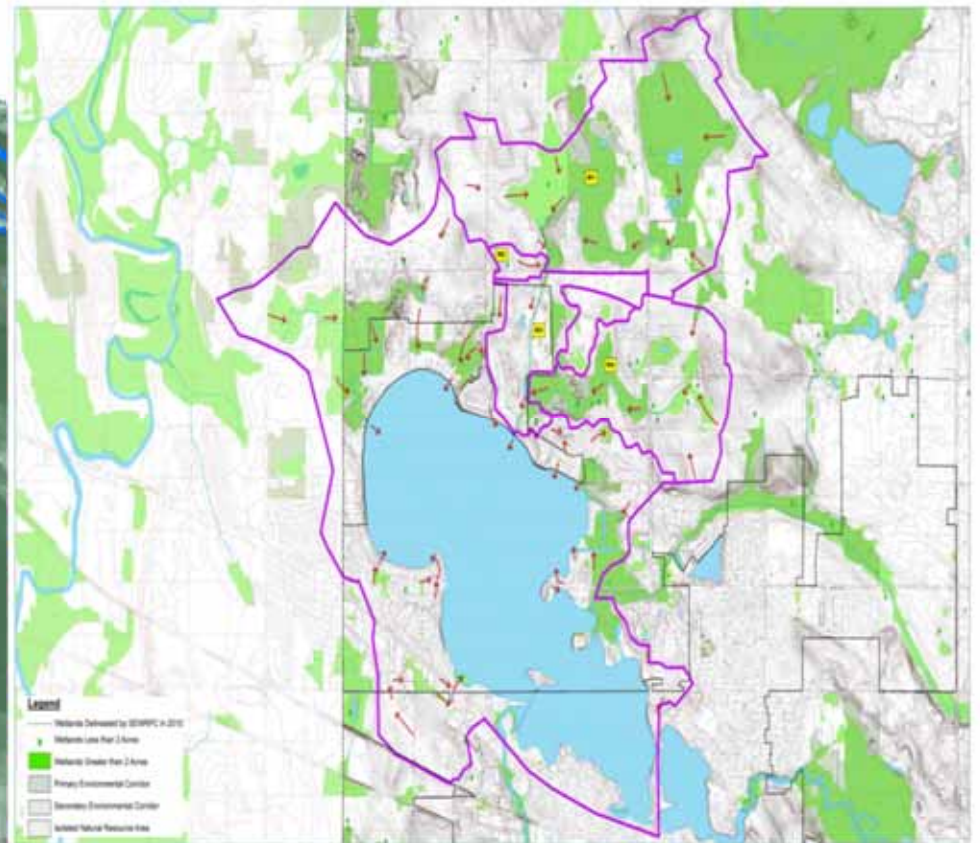 Legend
Wetlands Delineated by SEWRPC in 2010
Wetlands Less than 2 Acres
Wetlands Greater than 2 Acres
Primary Environmental Corridor
Secondary Environmental Corridor
Isolated Natural Resource Area